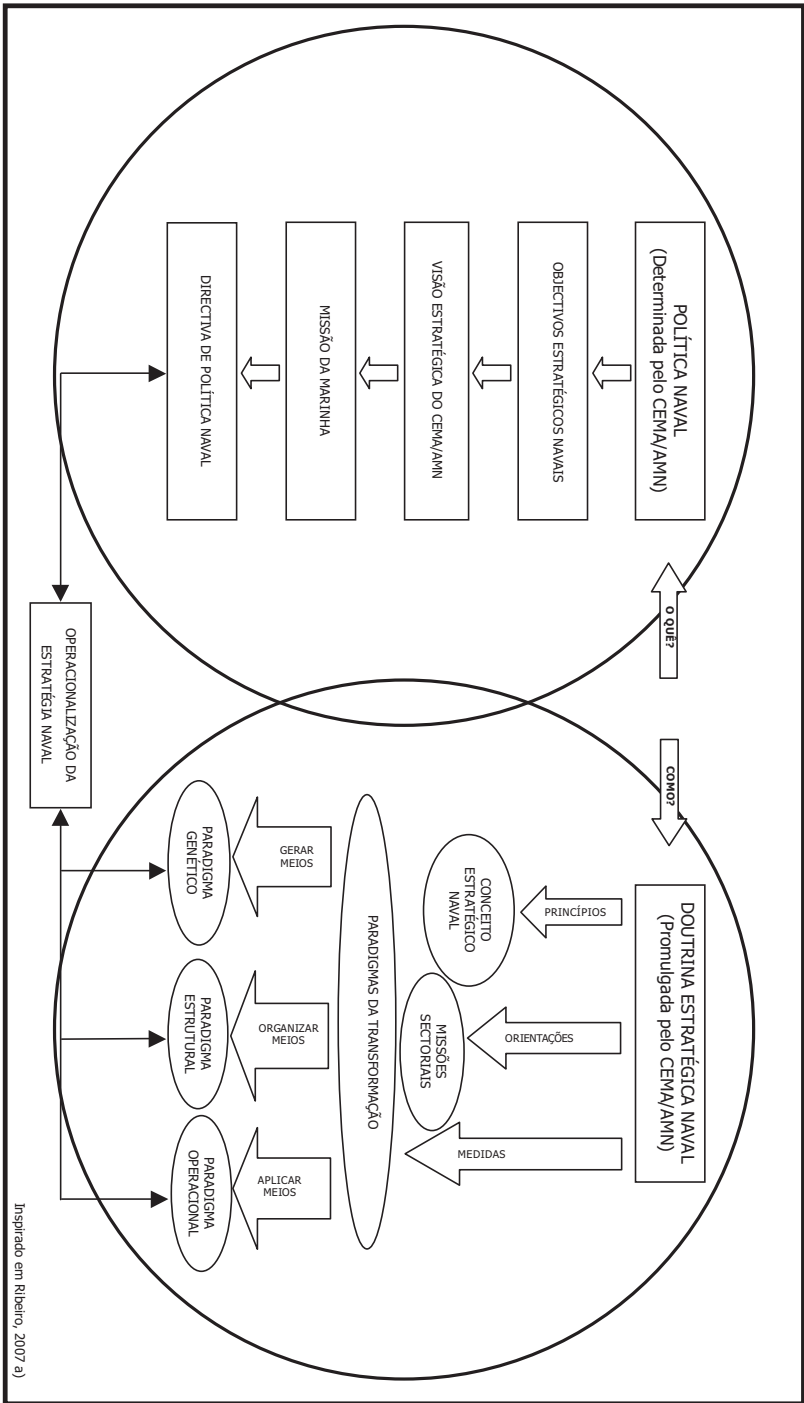 POLÍTICA NAVAL
(Determinada pelo CEMA/AMN)
OBJECTIVOS ESTRATÉGICOS NAVAIS
VISÃO ESTRATÉGICA DO CEMA/AMN
MISSÃO DA MARINHA
DIRECTIVA DE POLÍTICA NAVAL
O QUÊ?
COMO?
DOUTRINA ESTRATÉGICA NAVAL
(Promulgada pelo CEMA/AMN)
PRINCÍPIOS
ORIENTAÇÕES
MEDIDAS
CONCEITO
ESTRATÉGICO
NAVAL
MISSÕES
SECTORIAIS
PARADIGMAS DA TRANSFORMAÇÃO
GERAR
MEIOS
ORGANIZAR
MEIOS
APLICAR
MEIOS
PARADIGMA
GENÉTICO
PARADIGMA
ESTRUTURAL
PARADIGMA
OPERACIONAL
OPERACIONALIZAÇÃO DA
ESTRATÉGIA NAVAL
Inspirado em Ribeiro, 2007 a)